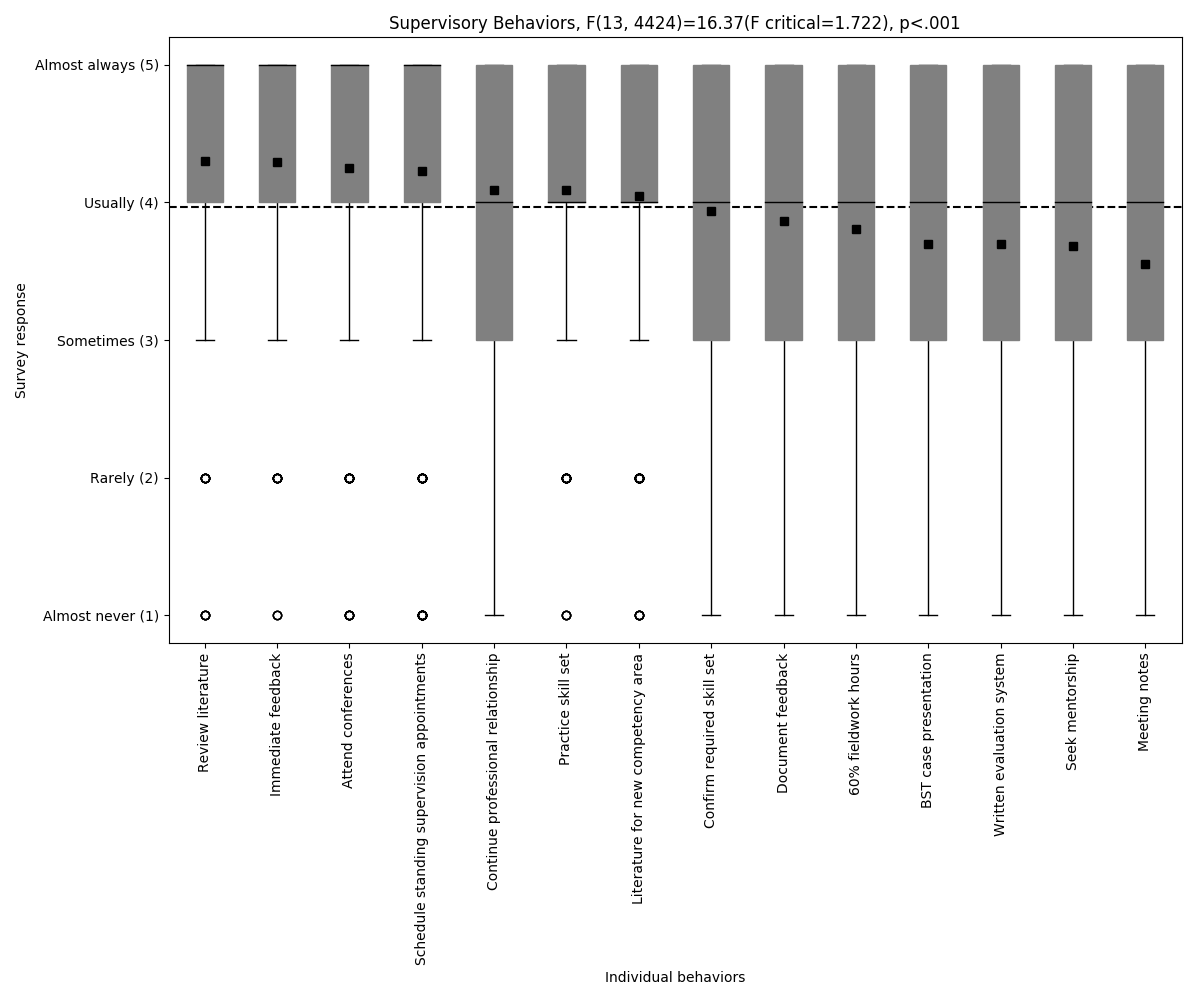 Supervisory Behaviors, F(13, 4424)=16.37(F critical=1.722), p<.001
Almost always (5)
Usually (4)
Sometimes (3)
Rarely (2)
Almost never (1)
Survey response
Review literature
Immediate feedback
Attend conferences
Schedule standing supervision appointments
Continue professional relationship
Practice skill set
Literature for new competency area
Confirm required skill set
Document feedback
60% fieldwork hours
BST case presentation
Written evaluation system
Seek mentorship
Meeting notes
Individual behaviors